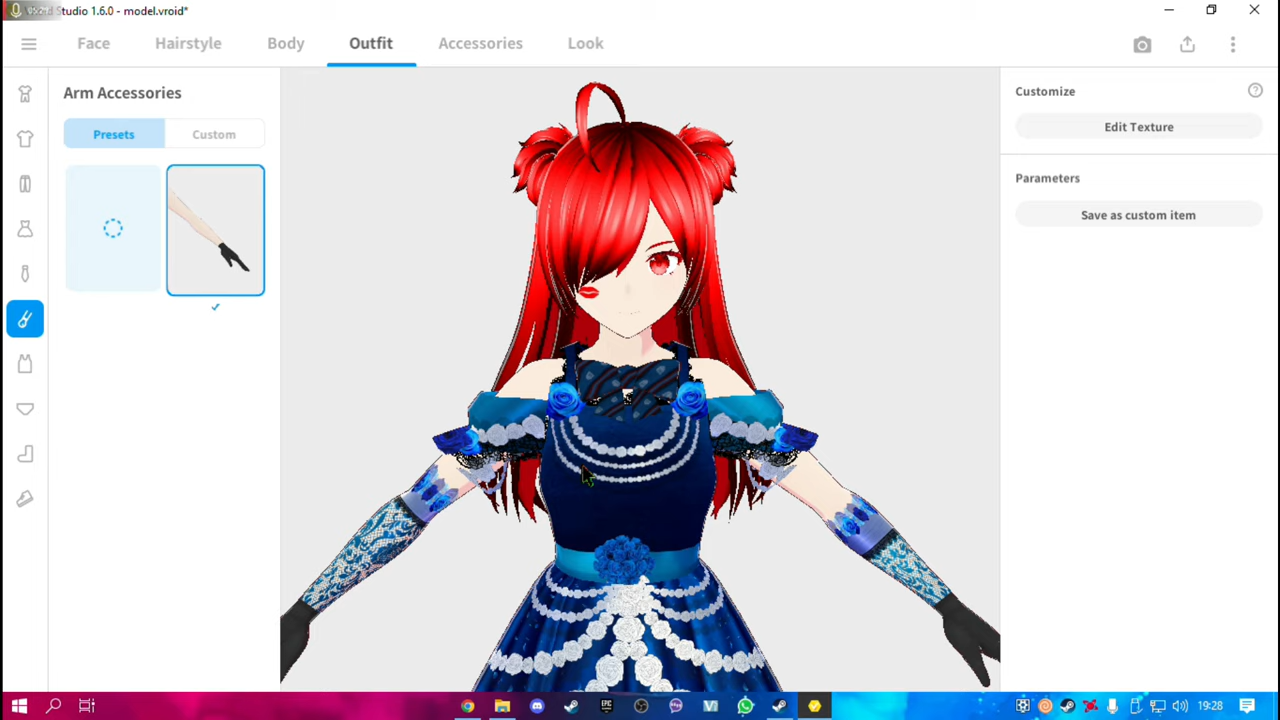 Studio 1.6.0 - model.vroid*
Face
Hairstyle
Body
Outfit
Accessories
Look
Arm Accessories
Presets
Custom
Customize
Edit Texture
Parameters
Save as custom item
EPIC
19:28